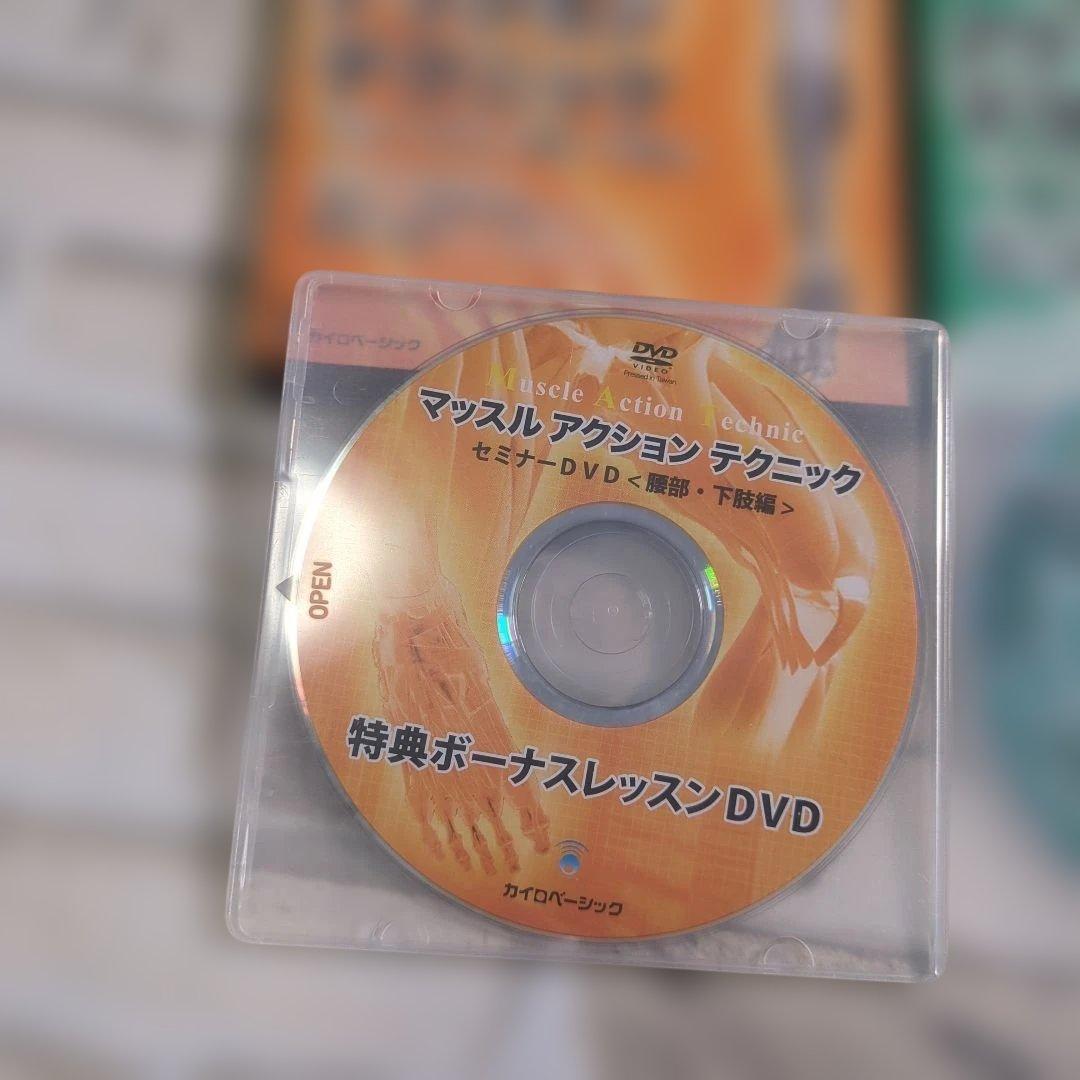 カイロベーシック
DVD
VIDEO
Pressed in Taiwan
Muscle Action Technic
マッスル アクション テクニック
セミナーDVD<腰部・下肢編>
OPEN
特典ボーナスレッスンDVD
カイロベーシック